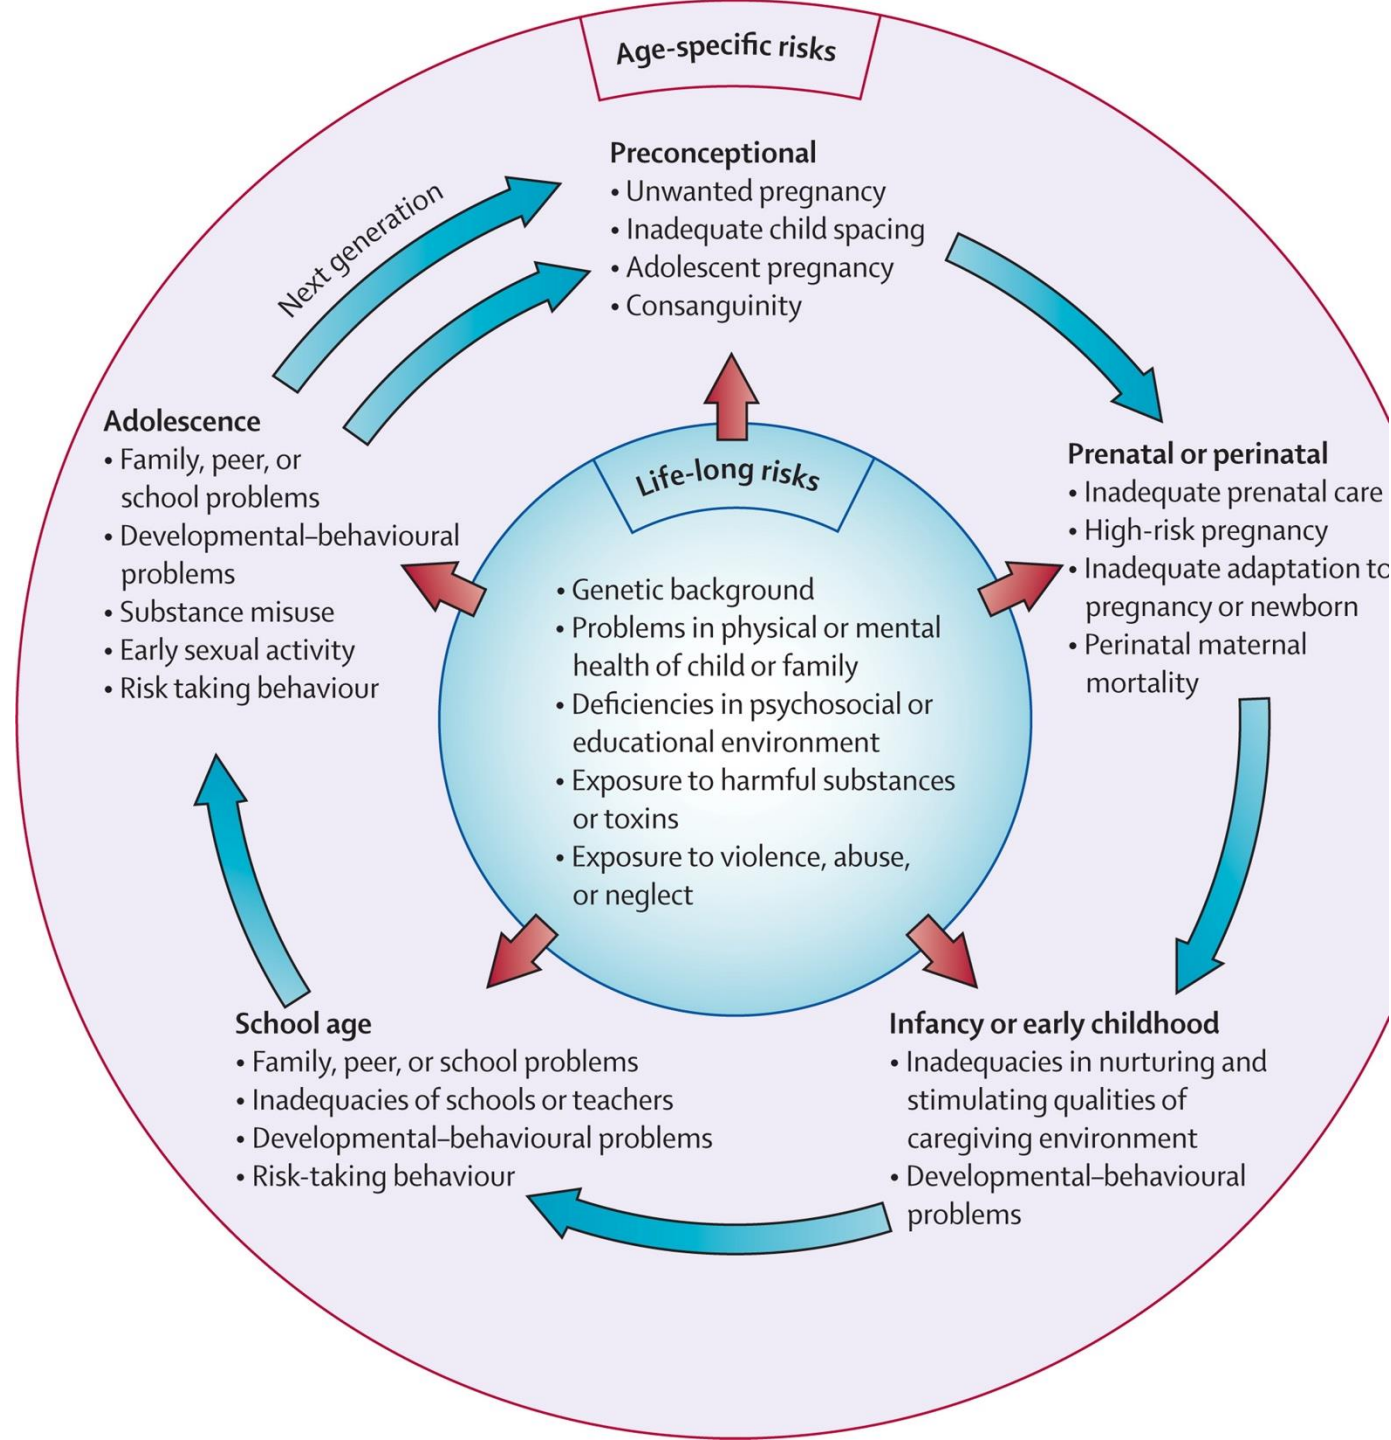 Age-specific risks
Preconceptional
• Unwanted pregnancy
• Inadequate child spacing
• Adolescent pregnancy
• Consanguinity
Next generation
Prenatal or perinatal
• Inadequate prenatal care
• High-risk pregnancy
• Inadequate adaptation to
pregnancy or newborn
• Perinatal maternal
mortality
Infancy or early childhood
• Inadequacies in nurturing and
stimulating qualities of
caregiving environment
• Developmental–behavioural
problems
School age
• Family, peer, or school problems
• Inadequacies of schools or teachers
• Developmental–behavioural problems
• Risk-taking behaviour
Adolescence
• Family, peer, or
school problems
• Developmental–behavioural
problems
• Substance misuse
• Early sexual activity
• Risk taking behaviour
Life-long risks
• Genetic background
• Problems in physical or mental
health of child or family
• Deficiencies in psychosocial or
educational environment
• Exposure to harmful substances
or toxins
• Exposure to violence, abuse,
or neglect